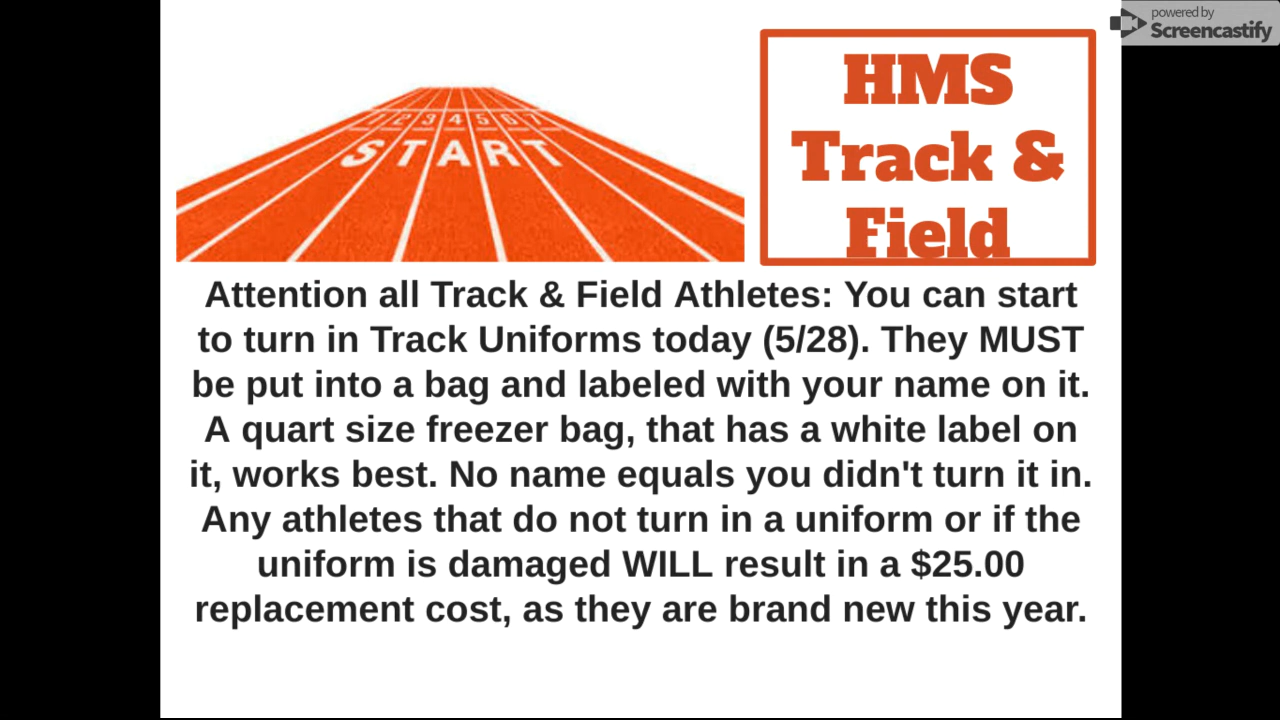 powered by
Screencastify
HMS
Track &
Field
1 2 3 4 5 6 7
START
Attention all Track & Field Athletes: You can start
to turn in Track Uniforms today (5/28). They MUST
be put into a bag and labeled with your name on it.
A quart size freezer bag, that has a white label on
it, works best. No name equals you didn't turn it in.
Any athletes that do not turn in a uniform or if the
uniform is damaged WILL result in a $25.00
replacement cost, as they are brand new this year.